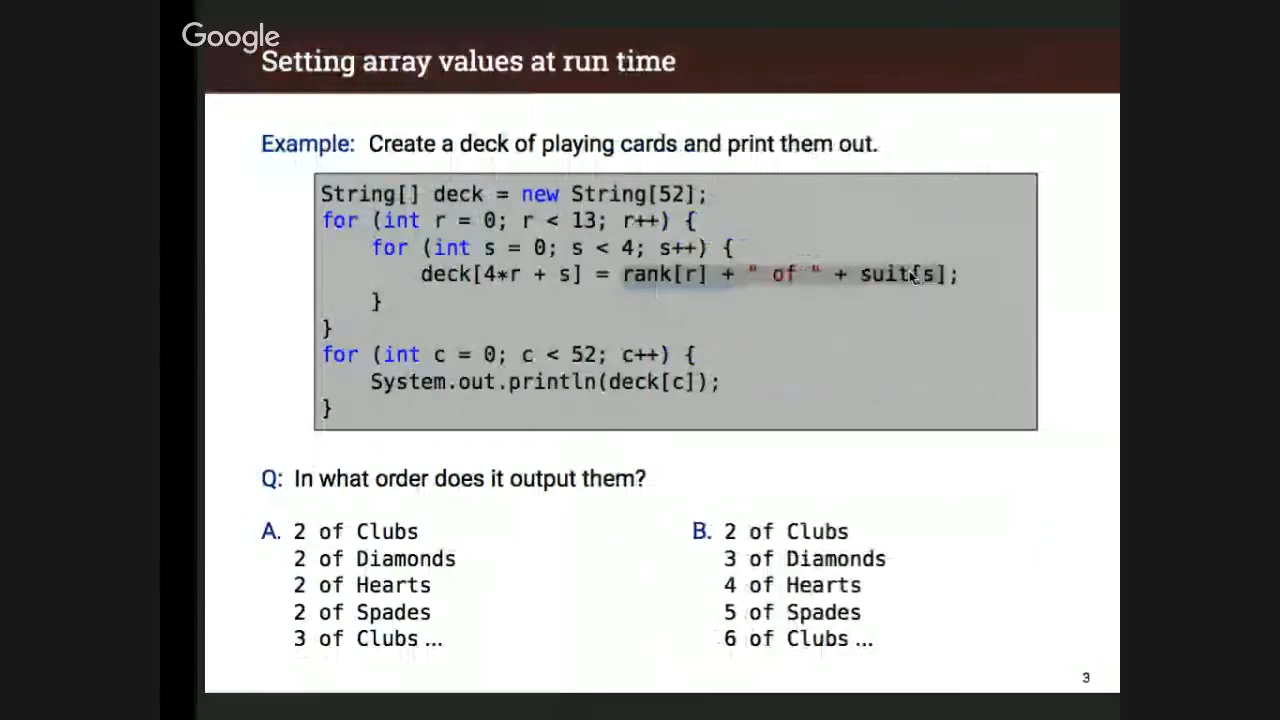 Google
Setting array values at run time
Example: Create a deck of playing cards and print them out.
String[] deck = new String[52];
for (int r = 0; r < 13; r++) {
    for (int s = 0; s < 4; s++) {
        deck[4*r + s] = rank[r] + " of " + suit[s];
    }
}
for (int c = 0; c < 52; c++) {
    System.out.println(deck[c]);
}
Q: In what order does it output them?
A. 2 of Clubs
2 of Diamonds
2 of Hearts
2 of Spades
3 of Clubs ...
B. 2 of Clubs
3 of Diamonds
4 of Hearts
5 of Spades
6 of Clubs ...
3